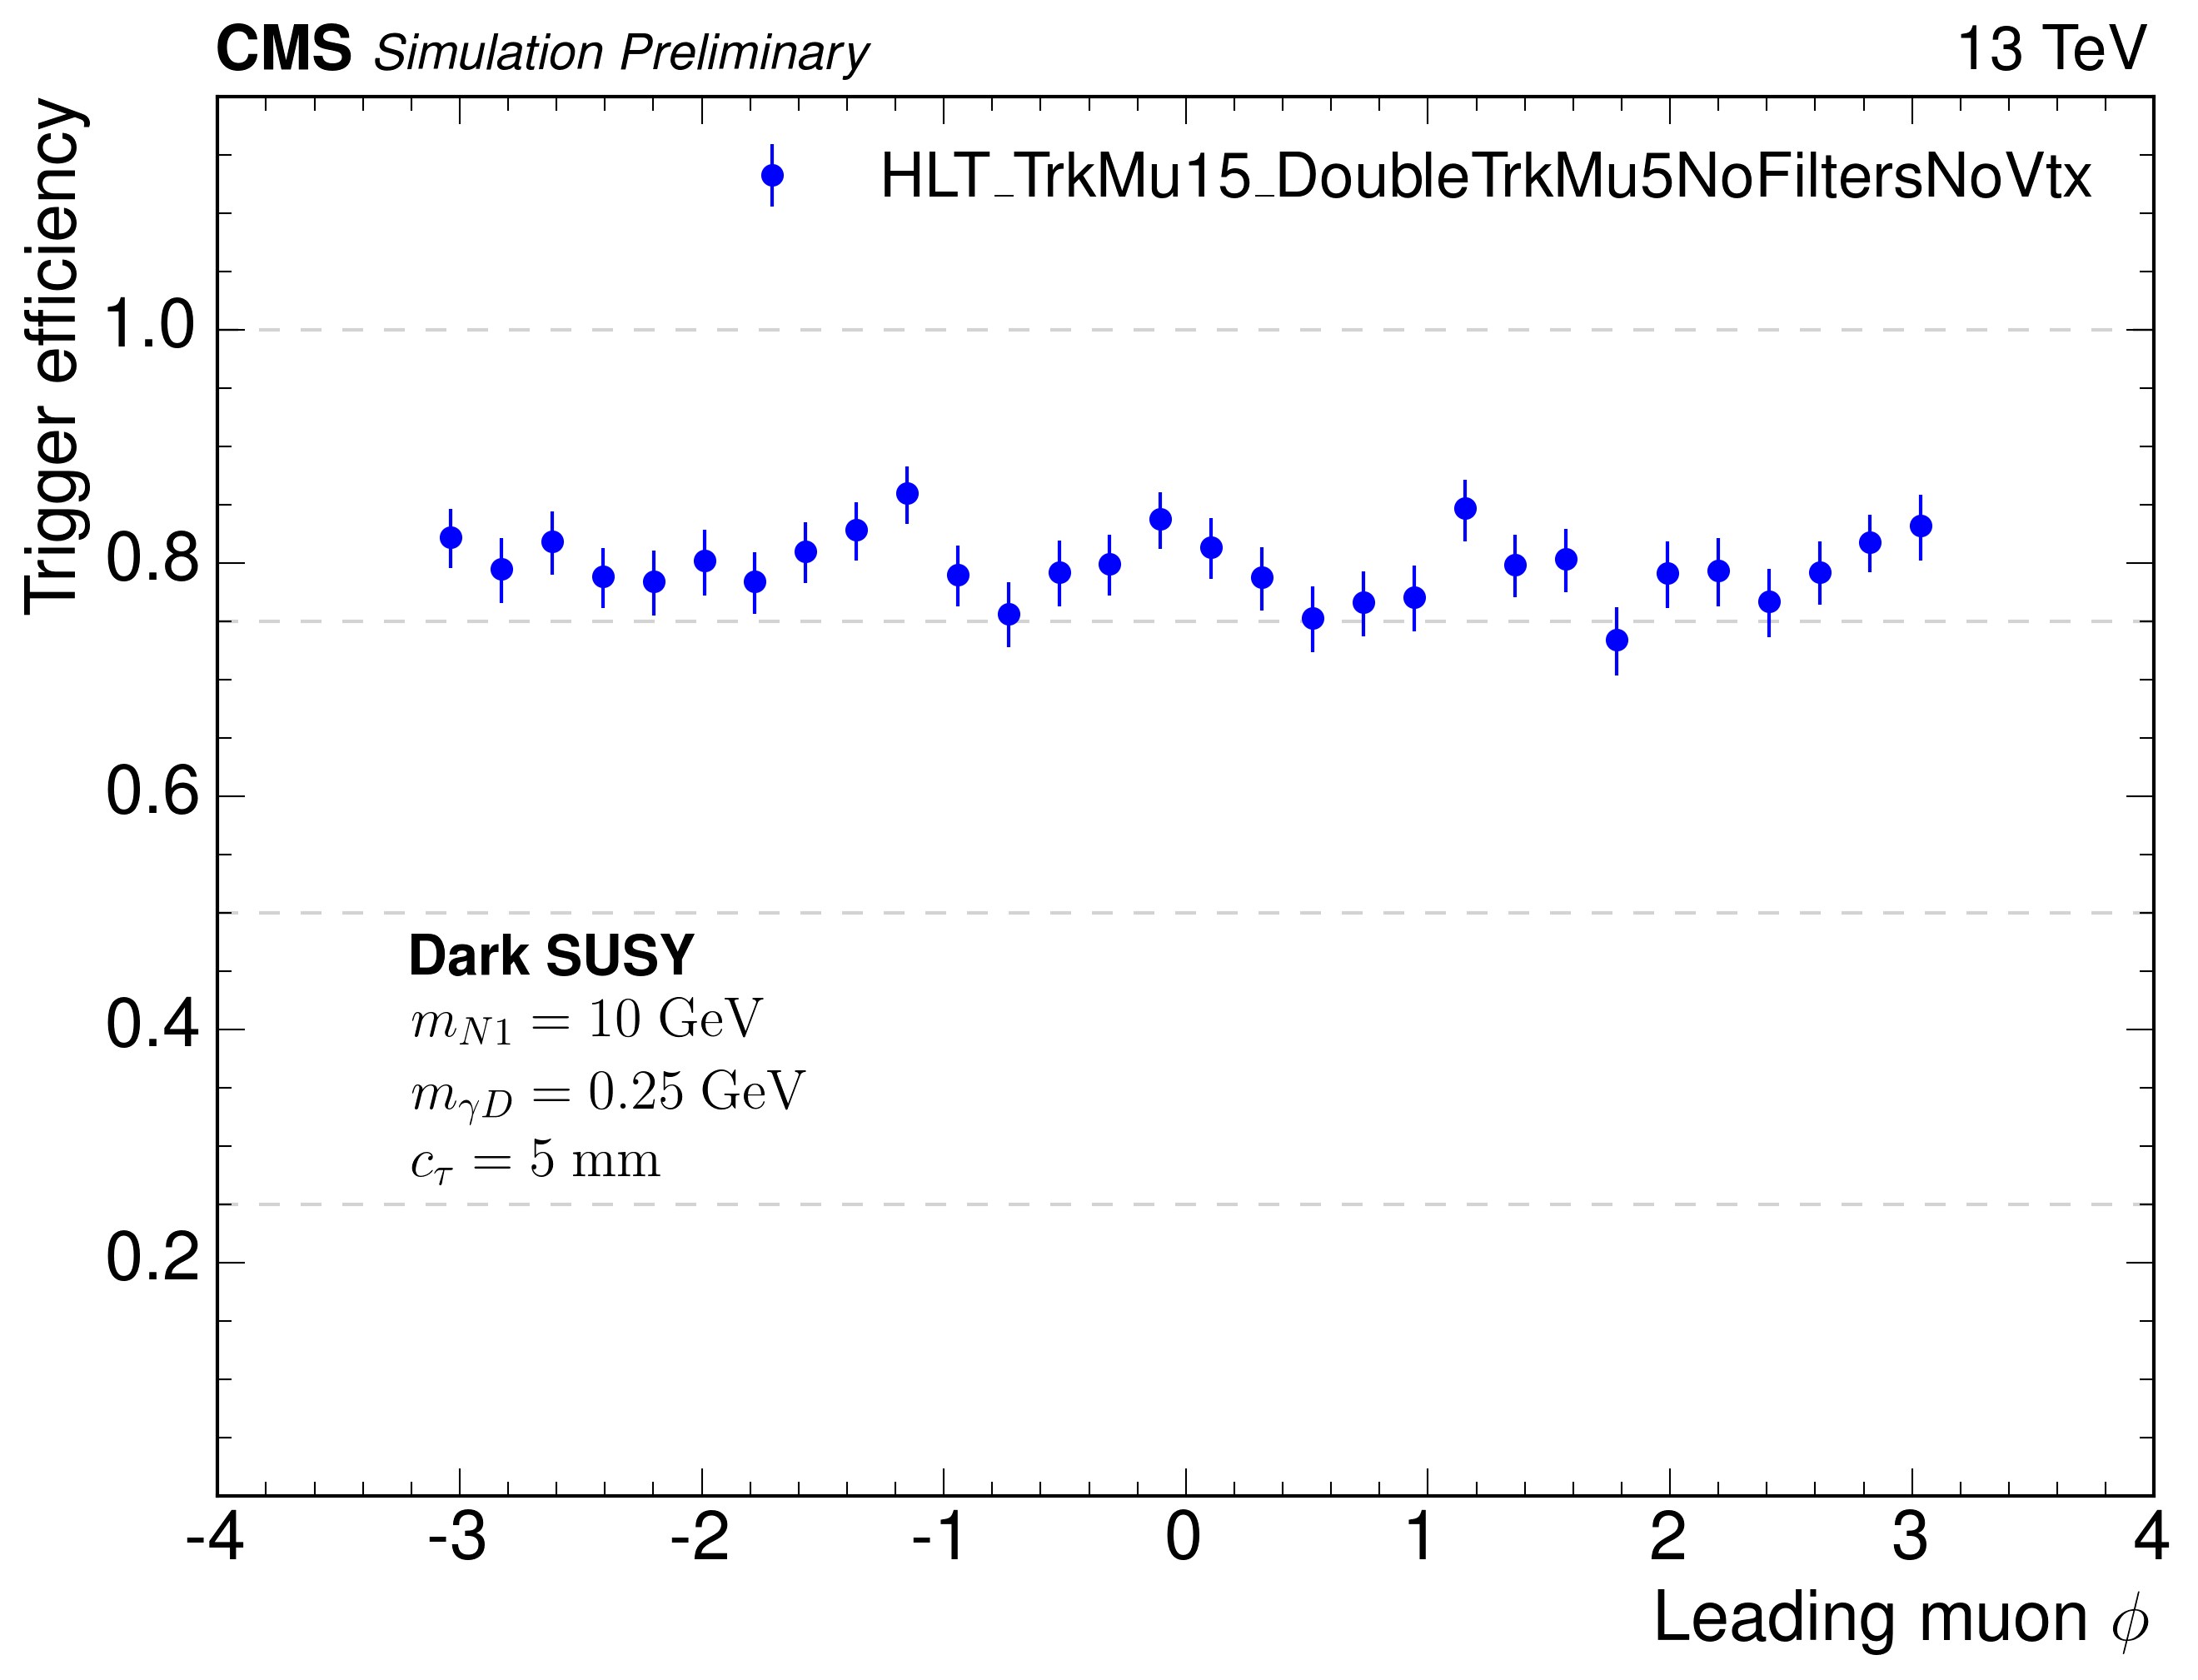 CMS Simulation Preliminary 13 TeV
Trigger efficiency
HLT_TrkMu15_DoubleTrkMu5NoFiltersNoVtx
1.0
0.8
0.6
0.4
0.2
Dark SUSY
m_{N1} = 10 GeV
m_{γD} = 0.25 GeV
c_τ = 5 mm
-4 -3 -2 -1 0 1 2 3 4
Leading muon ϕ